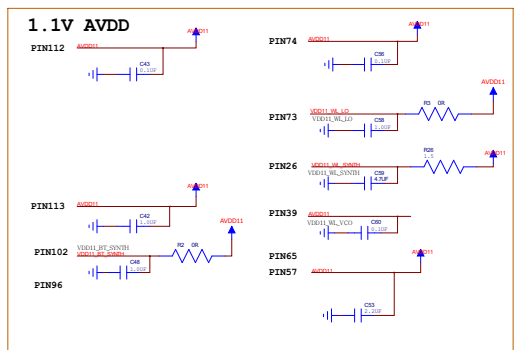 1.1V AVDD
PIN112
AVDD11
AVDD11
C43
0.1UF
PIN113
AVDD11
AVDD11
C42
1.0UF
PIN102
VDD11_BT_SYNTH
VDD11_BT_SYNTH
R2 0R
AVDD11
C48
1.0UF
PIN96
PIN74
AVDD11
AVDD11
C56
0.1UF
PIN73
VDD11_WL_LO
VDD11_WL_LO
R3 0R
AVDD11
C58
1.0UF
PIN26
VDD11_WL_SYNTH
VDD11_WL_SYNTH
R26
1.5
AVDD11
C59
4.7UF
PIN39
AVDD11
VDD11_WL_VCO
C60
0.1UF
PIN65
PIN57
AVDD11
AVDD11
C53
2.2UF